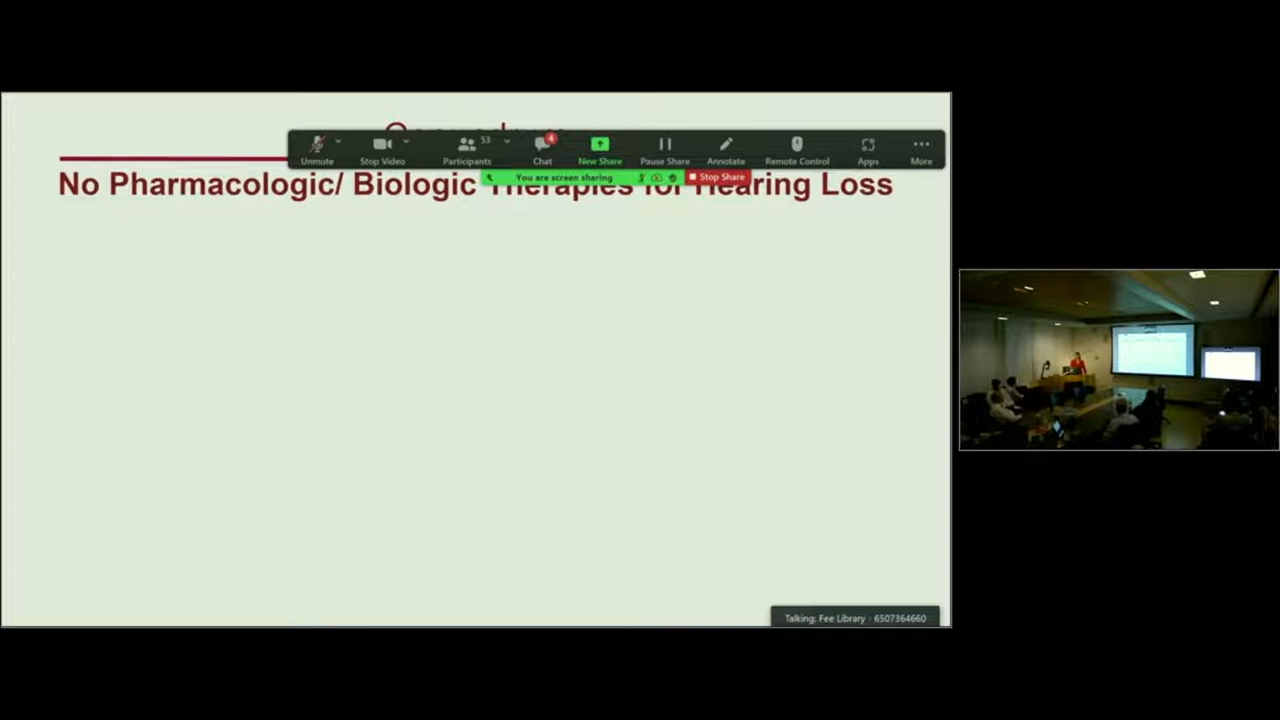 53
4
Unmute
Stop Video
Participants
Chat
New Share
Pause Share
Annotate
Remote Control
Apps
More
You are screen sharing
Stop Share
No Pharmacologic/ Biologic Therapies for Hearing Loss
Talking: Fee Library - 6507364660